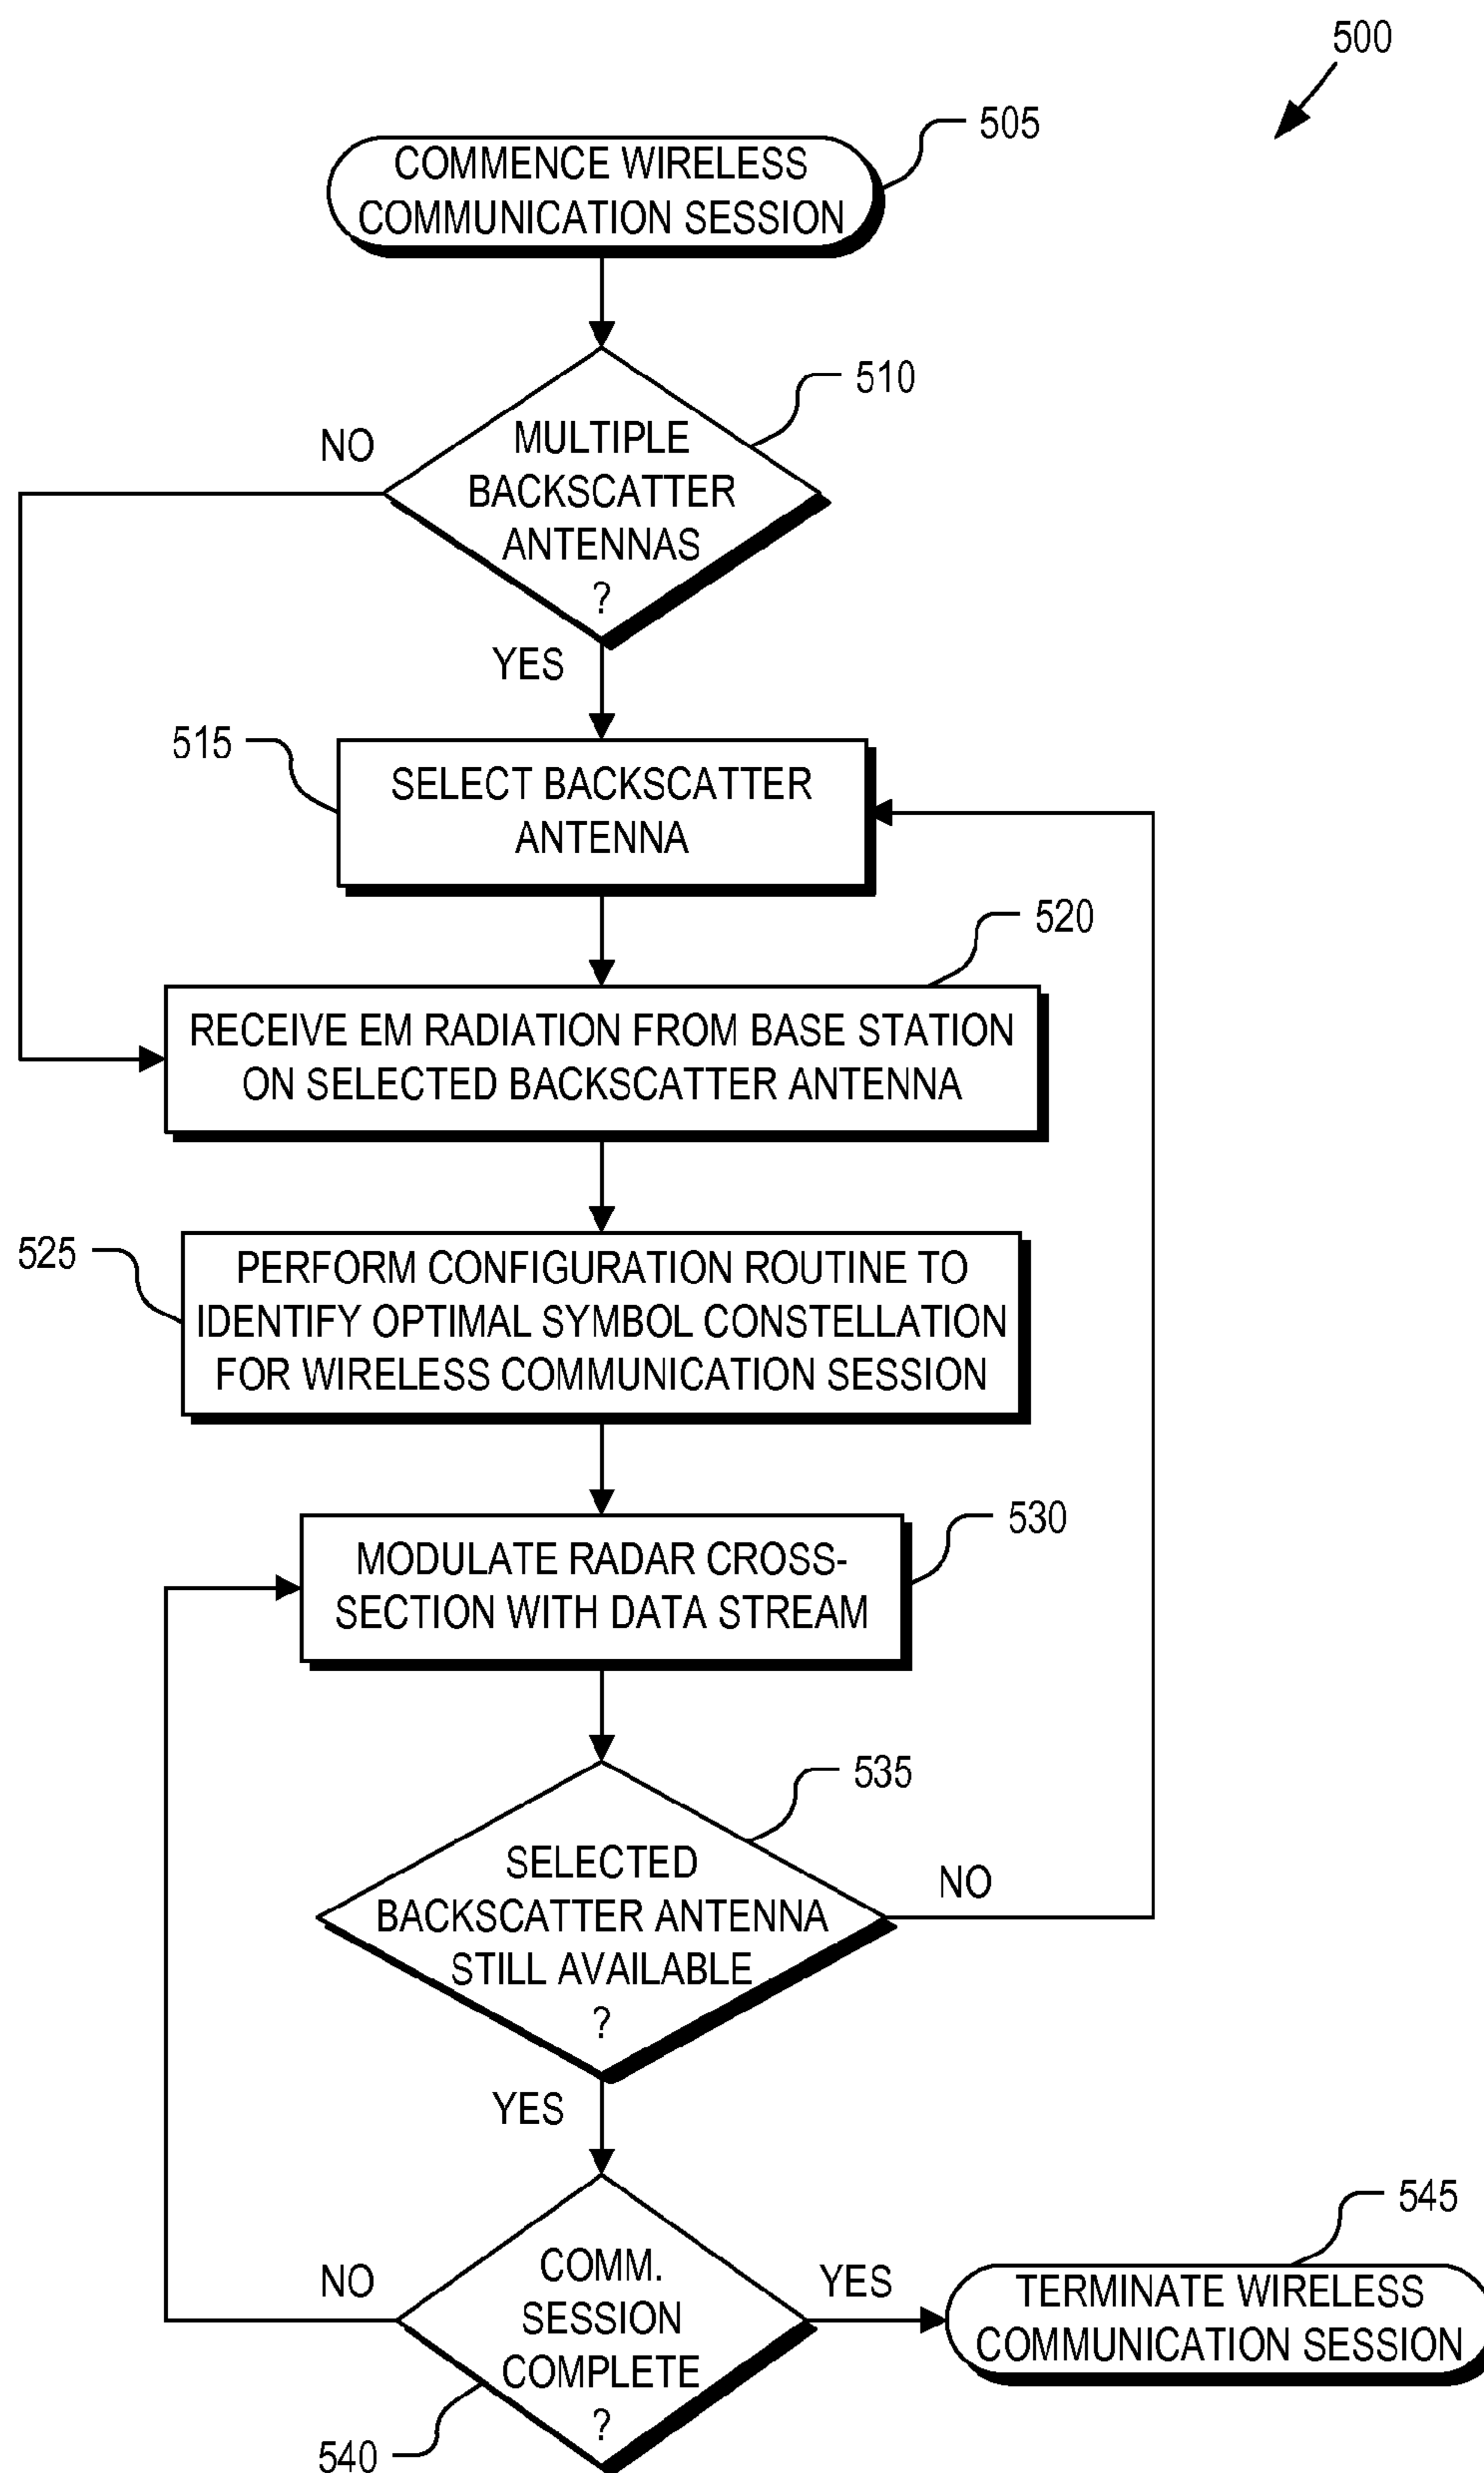 500
505
COMMENCE WIRELESS
COMMUNICATION SESSION
510
NO
MULTIPLE
BACKSCATTER
ANTENNAS
?
YES
515
SELECT BACKSCATTER
ANTENNA
520
RECEIVE EM RADIATION FROM BASE STATION
ON SELECTED BACKSCATTER ANTENNA
525
PERFORM CONFIGURATION ROUTINE TO
IDENTIFY OPTIMAL SYMBOL CONSTELLATION
FOR WIRELESS COMMUNICATION SESSION
530
MODULATE RADAR CROSS-
SECTION WITH DATA STREAM
535
SELECTED
BACKSCATTER ANTENNA
STILL AVAILABLE
?
NO
YES
545
NO
COMM.
SESSION
COMPLETE
?
YES
TERMINATE WIRELESS
COMMUNICATION SESSION
540